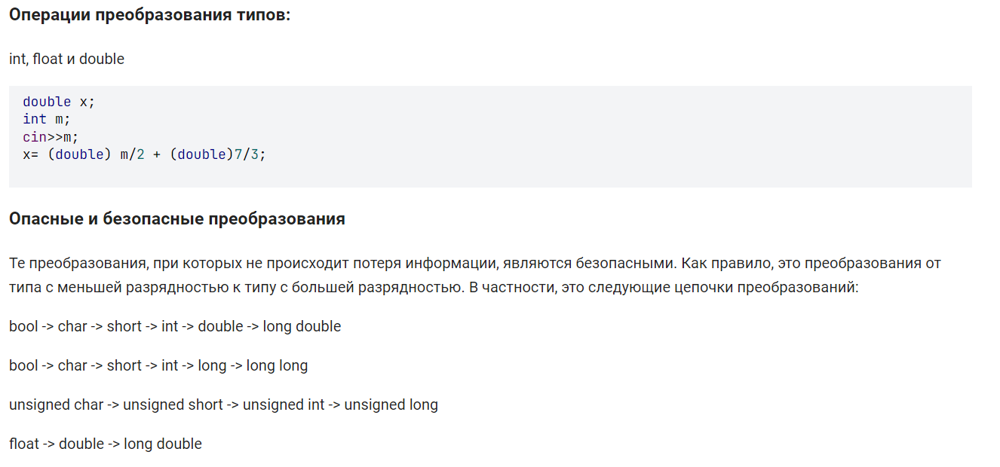 Операции преобразования типов:
int, float и double
double x;
int m;
cin>>m;
x= (double) m/2 + (double)7/3;
Опасные и безопасные преобразования
Те преобразования, при которых не происходит потеря информации, являются безопасными. Как правило, это преобразования от
типа с меньшей разрядностью к типу с большей разрядностью. В частности, это следующие цепочки преобразований:
bool -> char -> short -> int -> double -> long double
bool -> char -> short -> int -> long -> long long
unsigned char -> unsigned short -> unsigned int -> unsigned long
float -> double -> long double